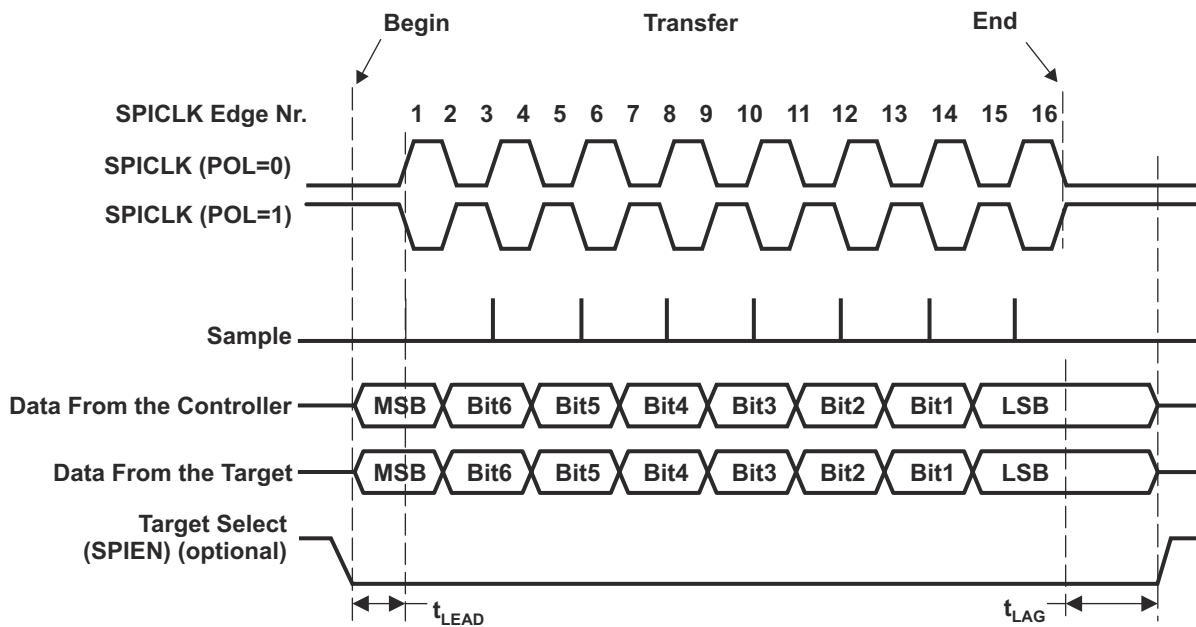 Begin Transfer End
SPICLK Edge Nr. 1 2 3 4 5 6 7 8 9 10 11 12 13 14 15 16
SPICLK (POL=0)
SPICLK (POL=1)
Sample
Data From the Controller MSB Bit6 Bit5 Bit4 Bit3 Bit2 Bit1 LSB
Data From the Target MSB Bit6 Bit5 Bit4 Bit3 Bit2 Bit1 LSB
Target Select
(SPIEN) (optional)
tLEAD tLAG